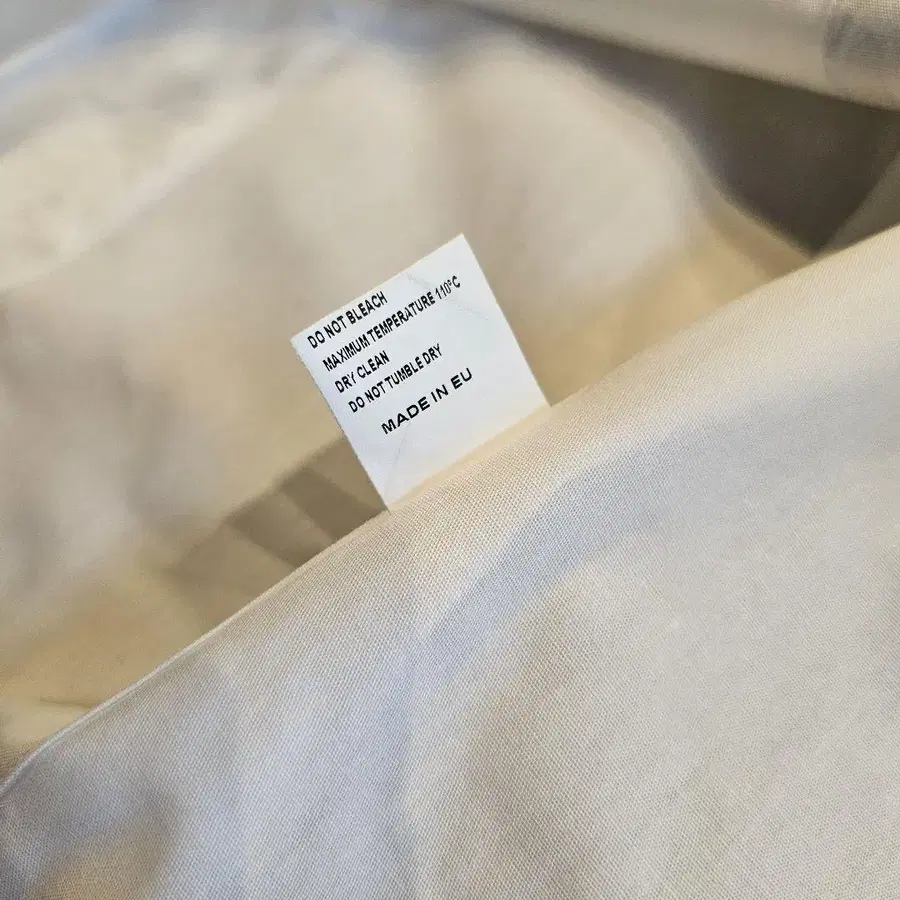 DO NOT BLEACH
MAXIMUM TEMPERATURE 110°C
DRY CLEAN
DO NOT TUMBLE DRY
MADE IN EU